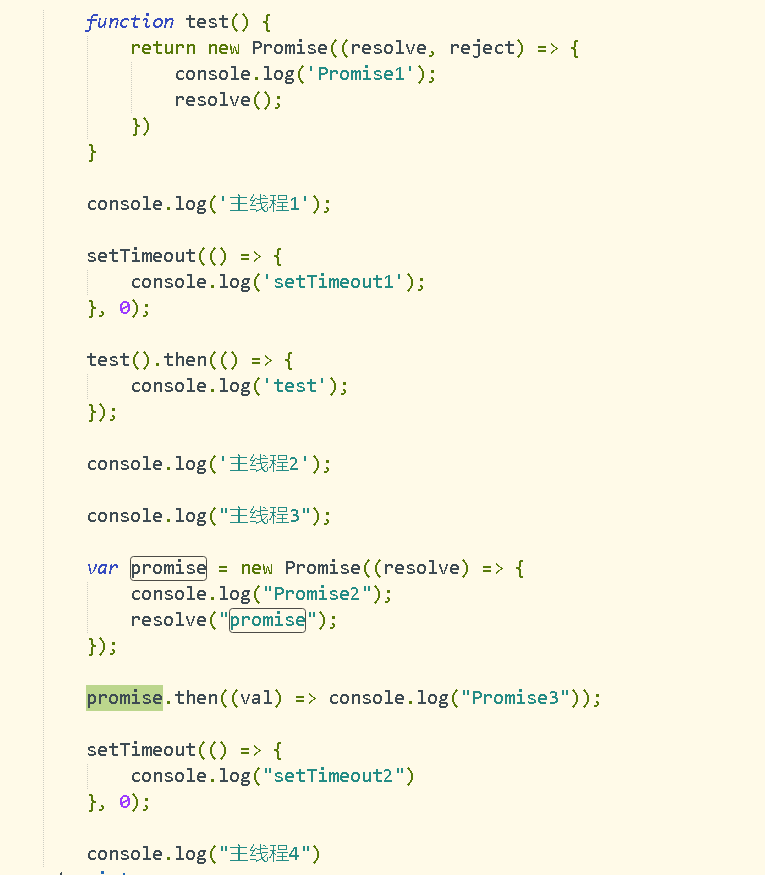 function test() {
return new Promise((resolve, reject) => {
console.log('Promise1');
resolve();
})
}
console.log('主线程1');
setTimeout(() => {
console.log('setTimeout1');
}, 0);
test().then(() => {
console.log('test');
});
console.log('主线程2');
console.log("主线程3");
var promise = new Promise((resolve) => {
console.log("Promise2");
resolve("promise");
});
promise.then((val) => console.log("Promise3"));
setTimeout(() => {
console.log("setTimeout2")
}, 0);
console.log("主线程4")